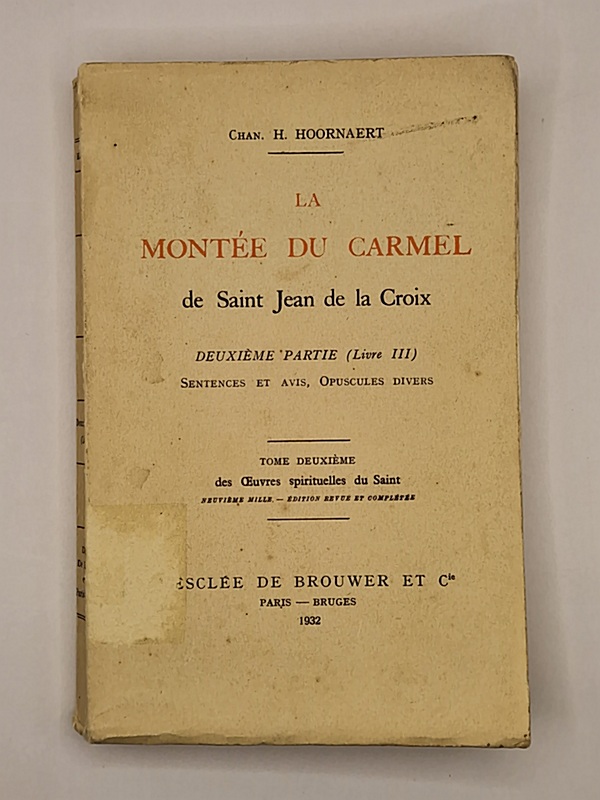 CHAN. H. HOORNAERT
LA
MONTÉE DU CARMEL
de Saint Jean de la Croix
DEUXIÈME PARTIE (Livre III)
SENTENCES ET AVIS, OPUSCULES DIVERS
TOME DEUXIÈME
des Œuvres spirituelles du Saint
NEUVIÈME MILLE. — ÉDITION REVUE ET COMPLÉTÉE
ESCLÉE DE BROUWER ET Cie
PARIS — BRUGES
1932